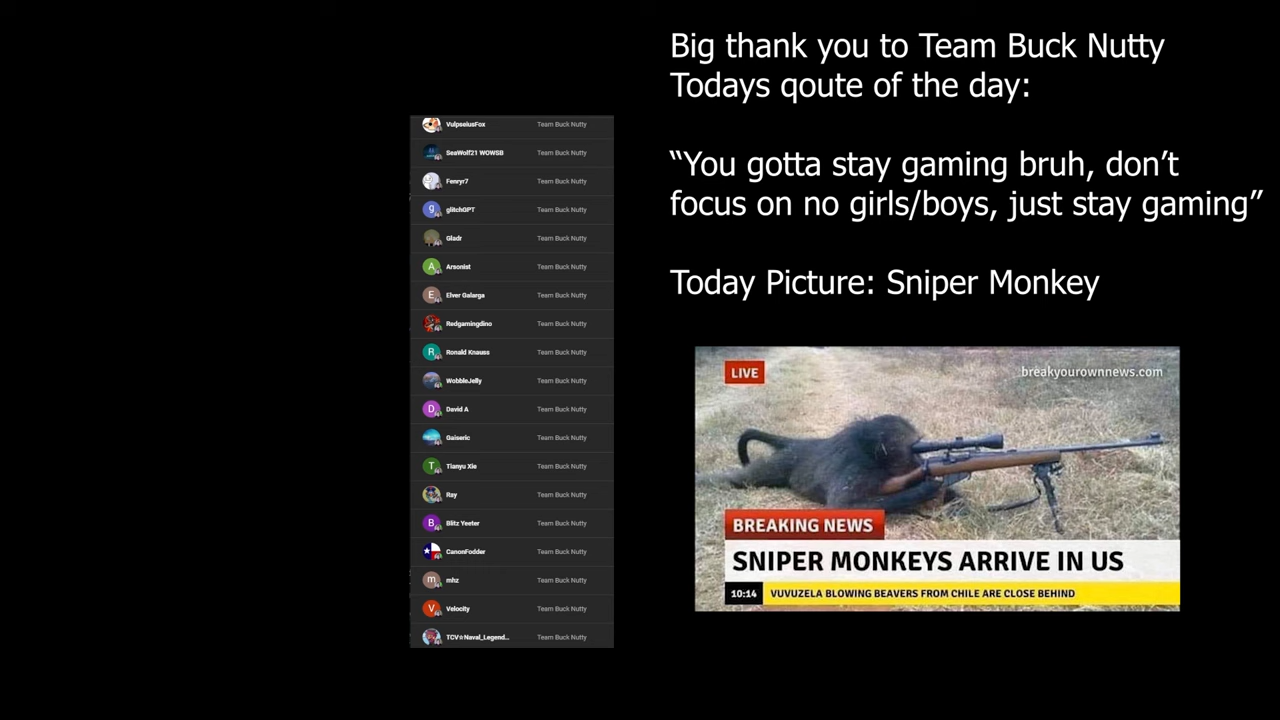 Big thank you to Team Buck Nutty
Todays qoute of the day:
“You gotta stay gaming bruh, don’t
focus on no girls/boys, just stay gaming”
Today Picture: Sniper Monkey
VulpseiusFox Team Buck Nutty
SeaWolf21 WOWSB Team Buck Nutty
Fenryr7 Team Buck Nutty
g glitchGPT Team Buck Nutty
Gladr Team Buck Nutty
A Arsonist Team Buck Nutty
E Elver Galarga Team Buck Nutty
Redgamingdino Team Buck Nutty
R Ronald Knauss Team Buck Nutty
WobbleJelly Team Buck Nutty
D David A Team Buck Nutty
Gaiseric Team Buck Nutty
T Tianyu Xie Team Buck Nutty
Ray Team Buck Nutty
B Blitz Yeeter Team Buck Nutty
CanonFodder Team Buck Nutty
m mhz Team Buck Nutty
V Velocity Team Buck Nutty
TCV☆Naval_Legend... Team Buck Nutty
LIVE breakyourownnews.com
BREAKING NEWS
SNIPER MONKEYS ARRIVE IN US
10:14 VUVUZELA BLOWING BEAVERS FROM CHILE ARE CLOSE BEHIND